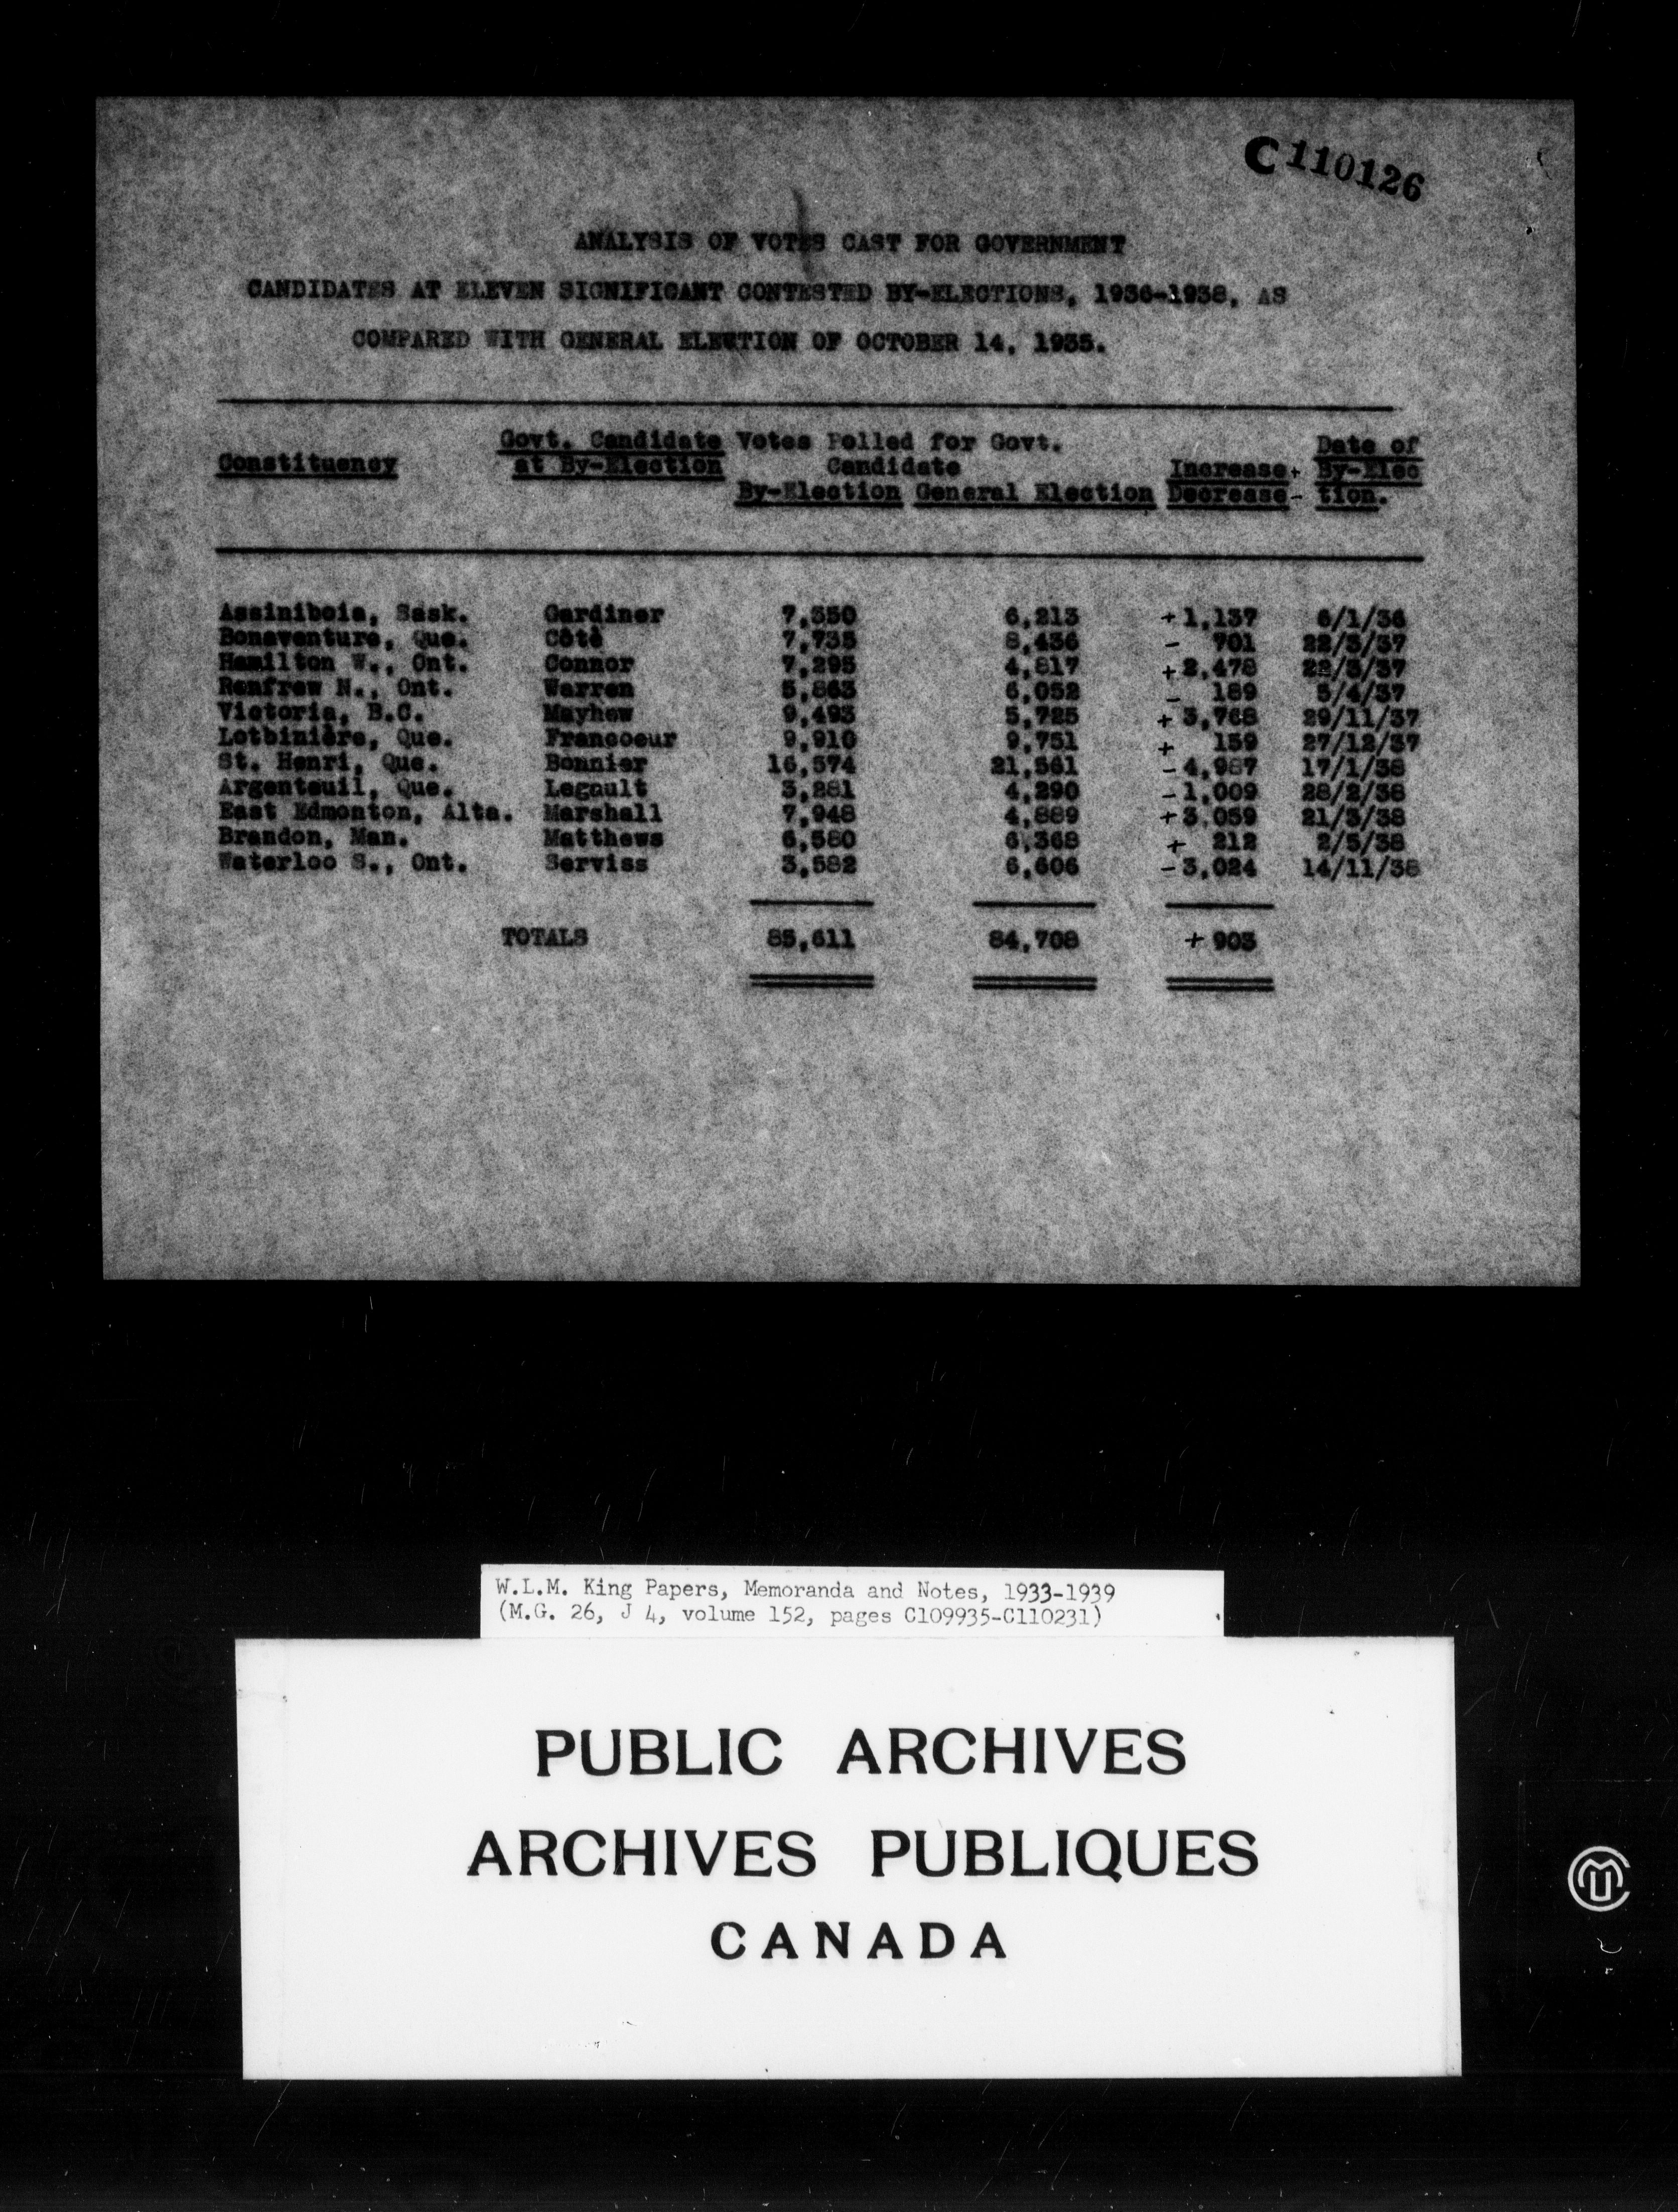 C110126
ANALYSIS OF VOTES CAST FOR GOVERNMENT
CANDIDATES AT ELEVEN SIGNIFICANT CONTESTED BY-ELECTIONS, 1936-1938, AS
COMPARED WITH GENERAL ELECTION OF OCTOBER 14, 1935.
Constituency Govt. Candidate at By-Election Votes Polled for Govt. Candidate By-Election General Election Increase + Decrease - Date of By-Elec tion.
Assiniboia, Sask. Gardiner 7,350 6,213 +1,137 6/1/36
Bonaventure, Que. Côté 7,735 8,436 - 701 22/3/37
Hamilton W., Ont. Connor 7,295 4,817 +2,478 22/3/37
Renfrew N., Ont. Warren 5,863 6,052 - 189 5/4/37
Victoria, B.C. Mayhew 9,493 5,725 + 3,768 29/11/37
Lotbinière, Que. Francoeur 9,910 9,751 + 159 27/12/37
St. Henri, Que. Bonnier 16,574 21,561 - 4,987 17/1/38
Argenteuil, Que. Legault 3,281 4,290 - 1,009 28/2/38
East Edmonton, Alta. Marshall 7,948 4,889 +3,059 21/3/38
Brandon, Man. Matthews 6,580 6,368 + 212 2/5/38
Waterloo S., Ont. Serviss 3,582 6,606 - 3,024 14/11/38
TOTALS 85,611 84,708 + 903
W.L.M. King Papers, Memoranda and Notes, 1933-1939
(M.G. 26, J 4, volume 152, pages C109935-C110231)
PUBLIC ARCHIVES
ARCHIVES PUBLIQUES
CANADA